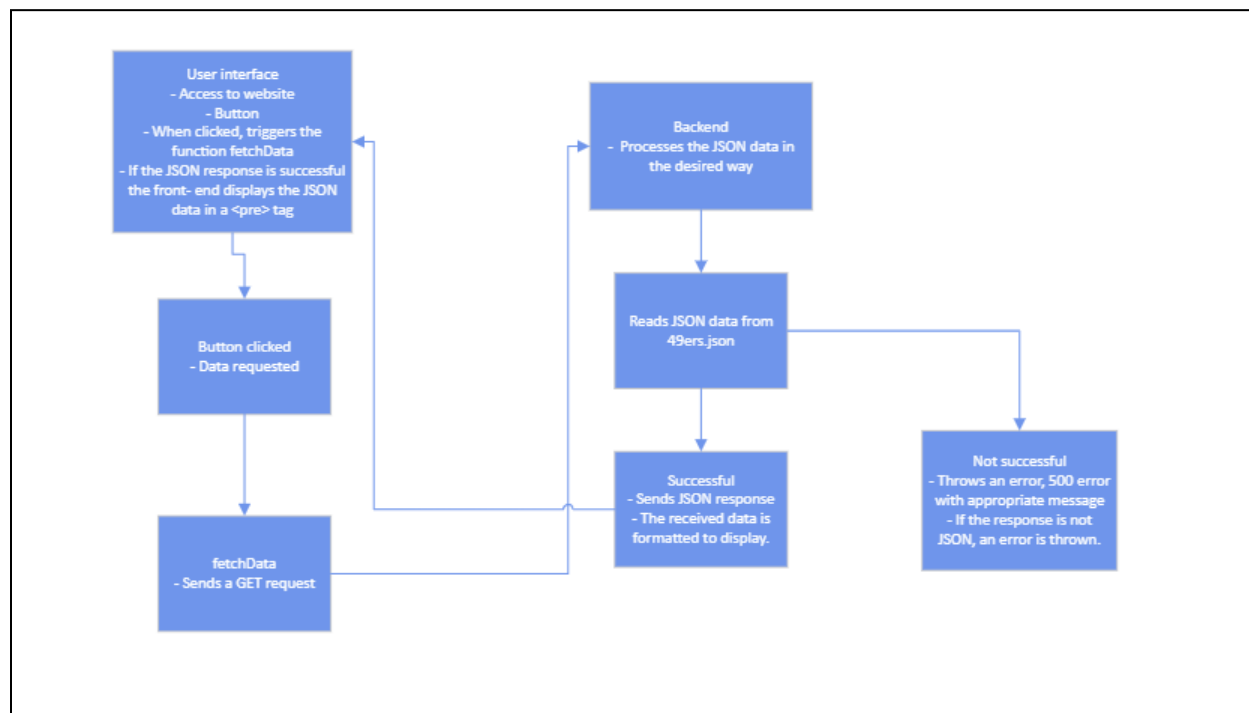 User interface
- Access to website
- Button
- When clicked, triggers the
function fetchData
- If the JSON response is successful
the front- end displays the JSON
data in a <pre> tag
Button clicked
- Data requested
fetchData
- Sends a GET request
Backend
- Processes the JSON data in
the desired way
Reads JSON data from
49ers.json
Successful
- Sends JSON response
- The received data is
formatted to display.
Not successful
- Throws an error, 500 error
with appropriate message
- If the response is not
JSON, an error is thrown.